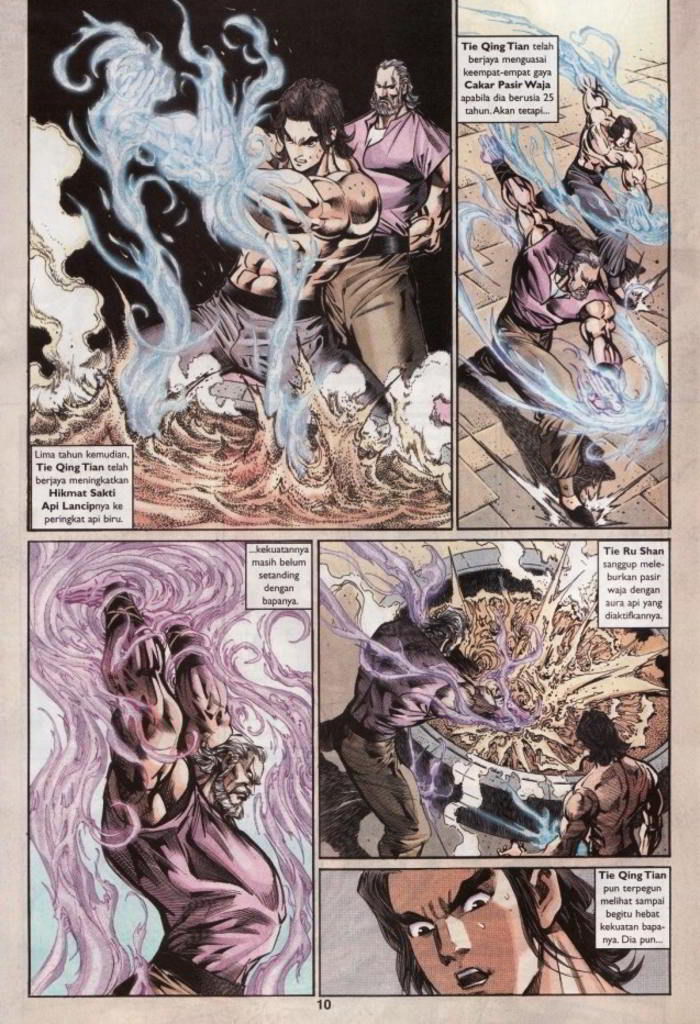 Lima tahun kemudian,
Tie Qing Tian telah
berjaya meningkatkan
Hikmat Sakti
Api Lancipnya ke
peringkat api biru.
Tie Qing Tian telah
berjaya menguasai
keempat-empat gaya
Cakar Pasir Waja
apabila dia berusia 25
tahun. Akan tetapi...
...kekuatannya
masih belum
setanding
dengan
bapanya.
Tie Ru Shan
sanggup mele-
burkan pasir
waja dengan
aura api yang
diaktifkannya.
Tie Qing Tian
pun terpegun
melihat sampai
begitu hebat
kekuatan bapa-
nya. Dia pun...
10